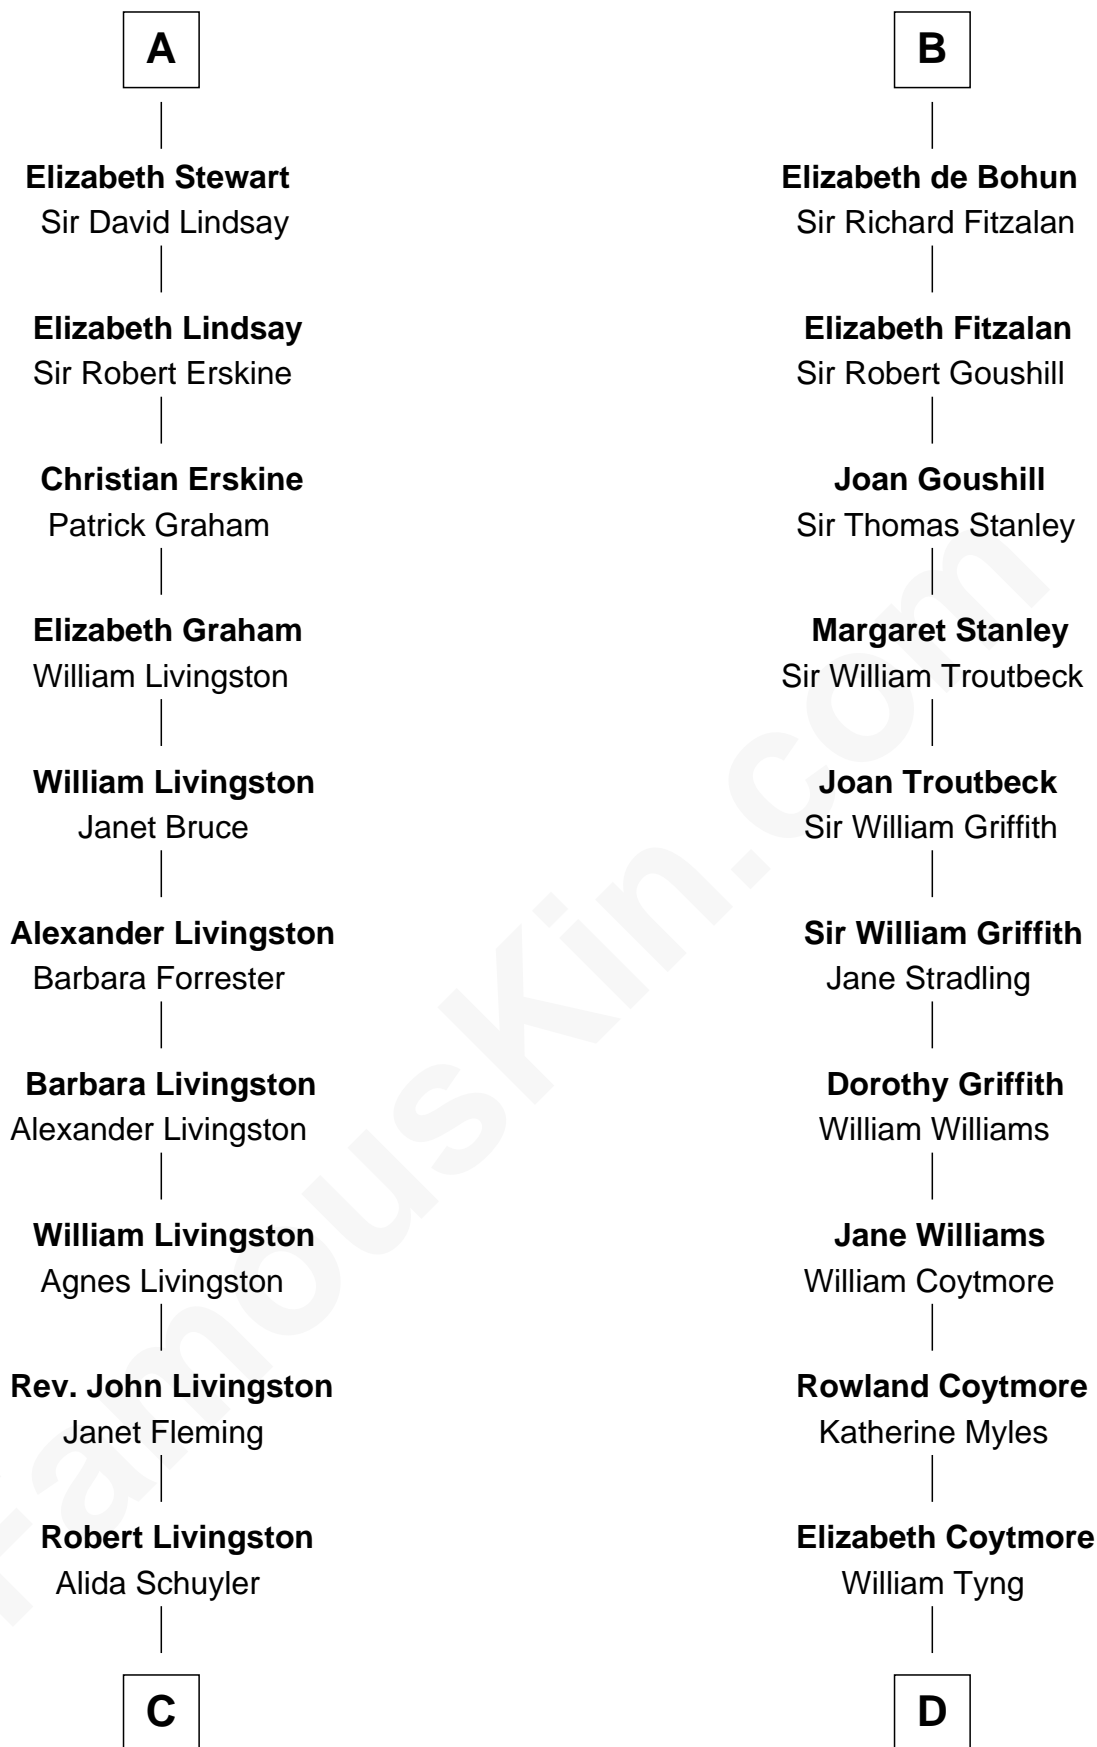 A
Elizabeth Stewart
Sir David Lindsay
Elizabeth Lindsay
Sir Robert Erskine
Christian Erskine
Patrick Graham
Elizabeth Graham
William Livingston
William Livingston
Janet Bruce
Alexander Livingston
Barbara Forrester
Barbara Livingston
Alexander Livingston
William Livingston
Agnes Livingston
Rev. John Livingston
Janet Fleming
Robert Livingston
Alida Schuyler
C
B
Elizabeth de Bohun
Sir Richard Fitzalan
Elizabeth Fitzalan
Sir Robert Goushill
Joan Goushill
Sir Thomas Stanley
Margaret Stanley
Sir William Troutbeck
Joan Troutbeck
Sir William Griffith
Sir William Griffith
Jane Stradling
Dorothy Griffith
William Williams
Jane Williams
William Coytmore
Rowland Coytmore
Katherine Myles
Elizabeth Coytmore
William Tyng
D
FamousKin.com